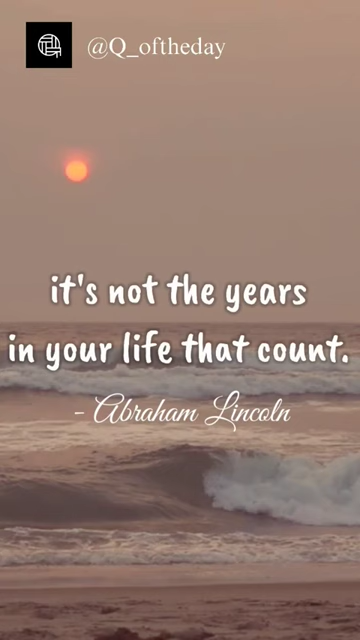 @Q_oftheday
it's not the years
in your life that count.
- Abraham Lincoln